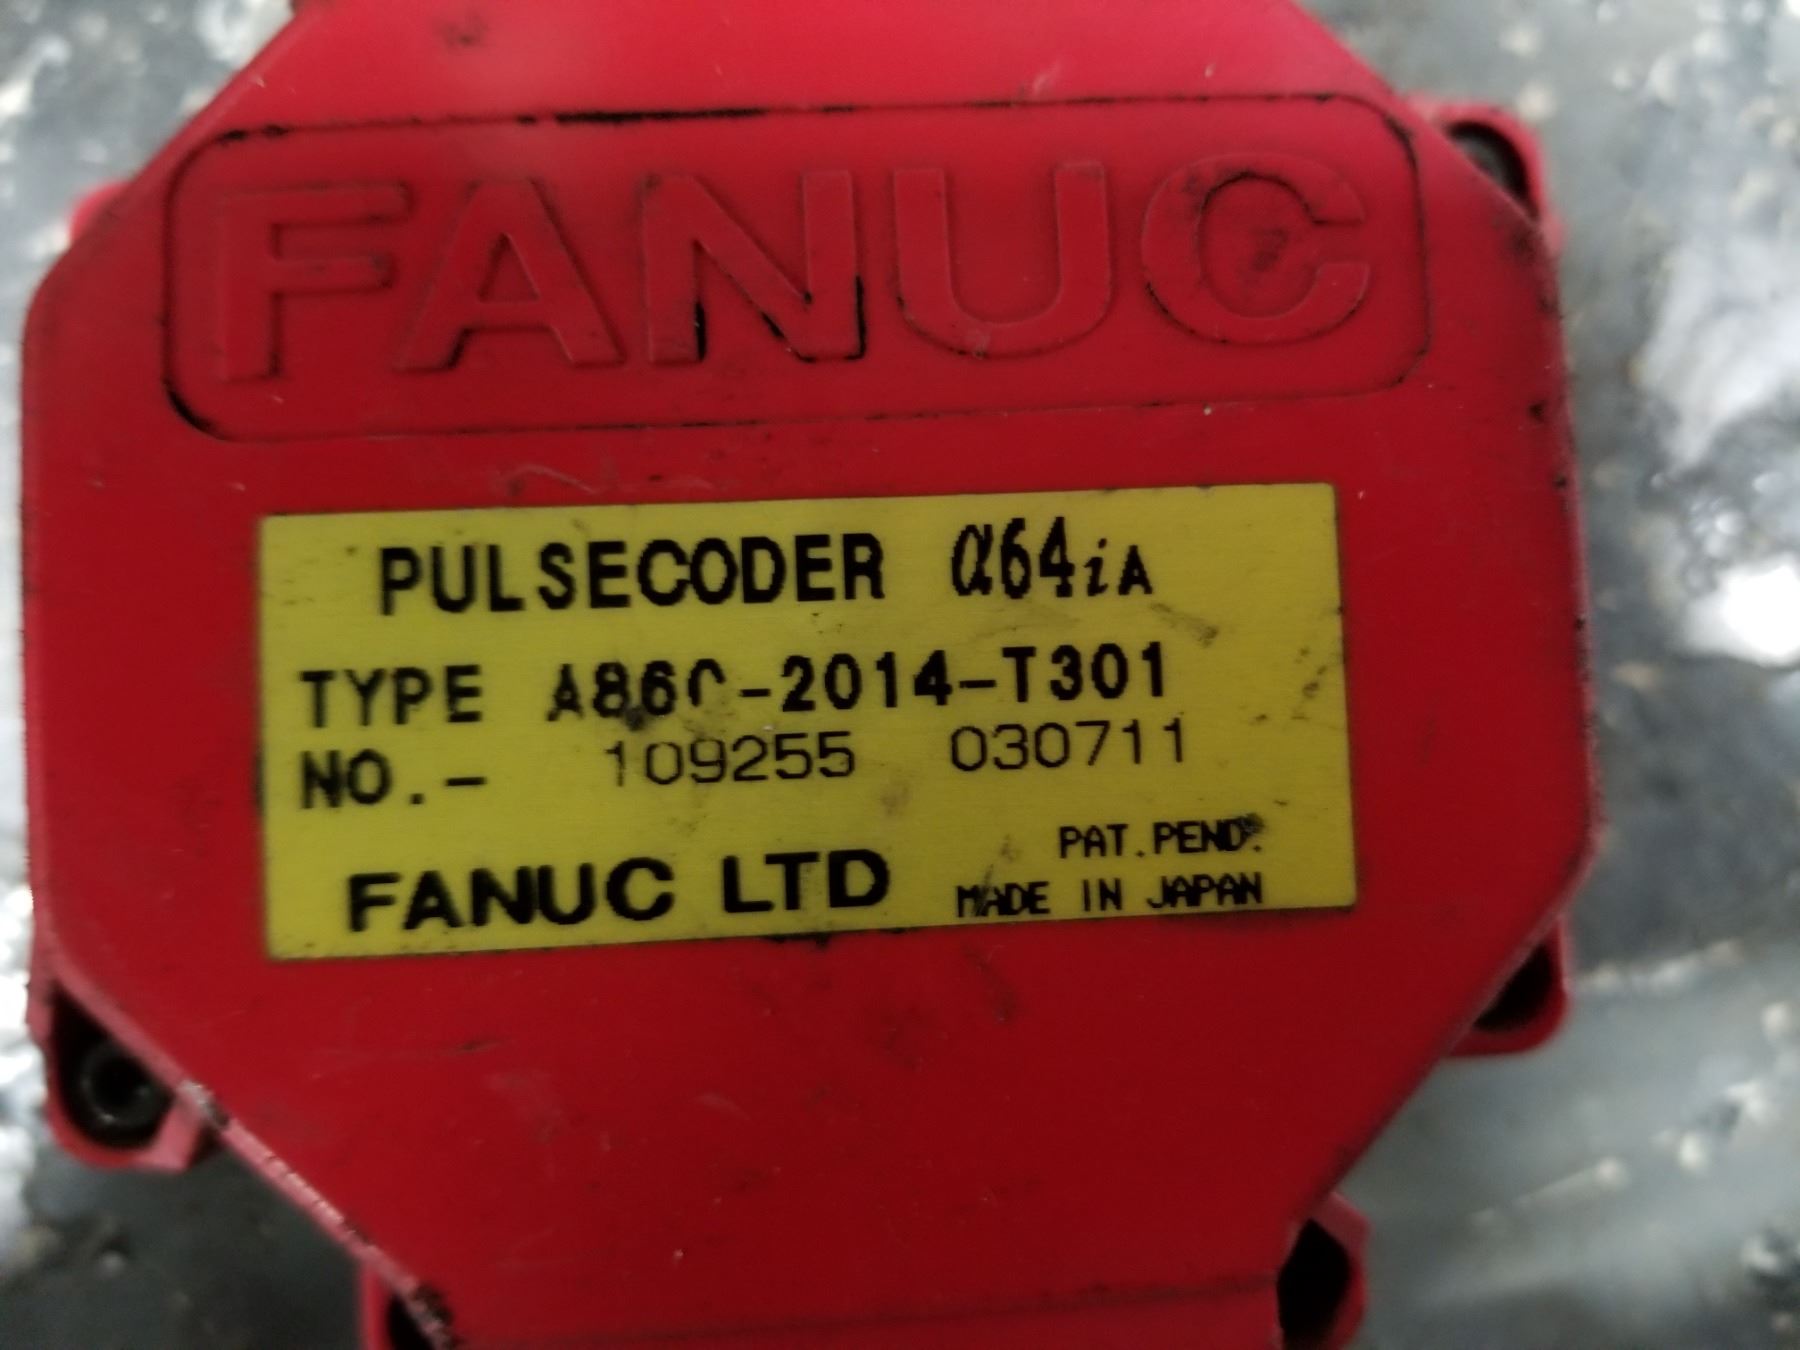 FANUC
PULSECODER α64iA
TYPE A860-2014-T301
NO.- 109255 030711
PAT.PEND.
FANUC LTD MADE IN JAPAN